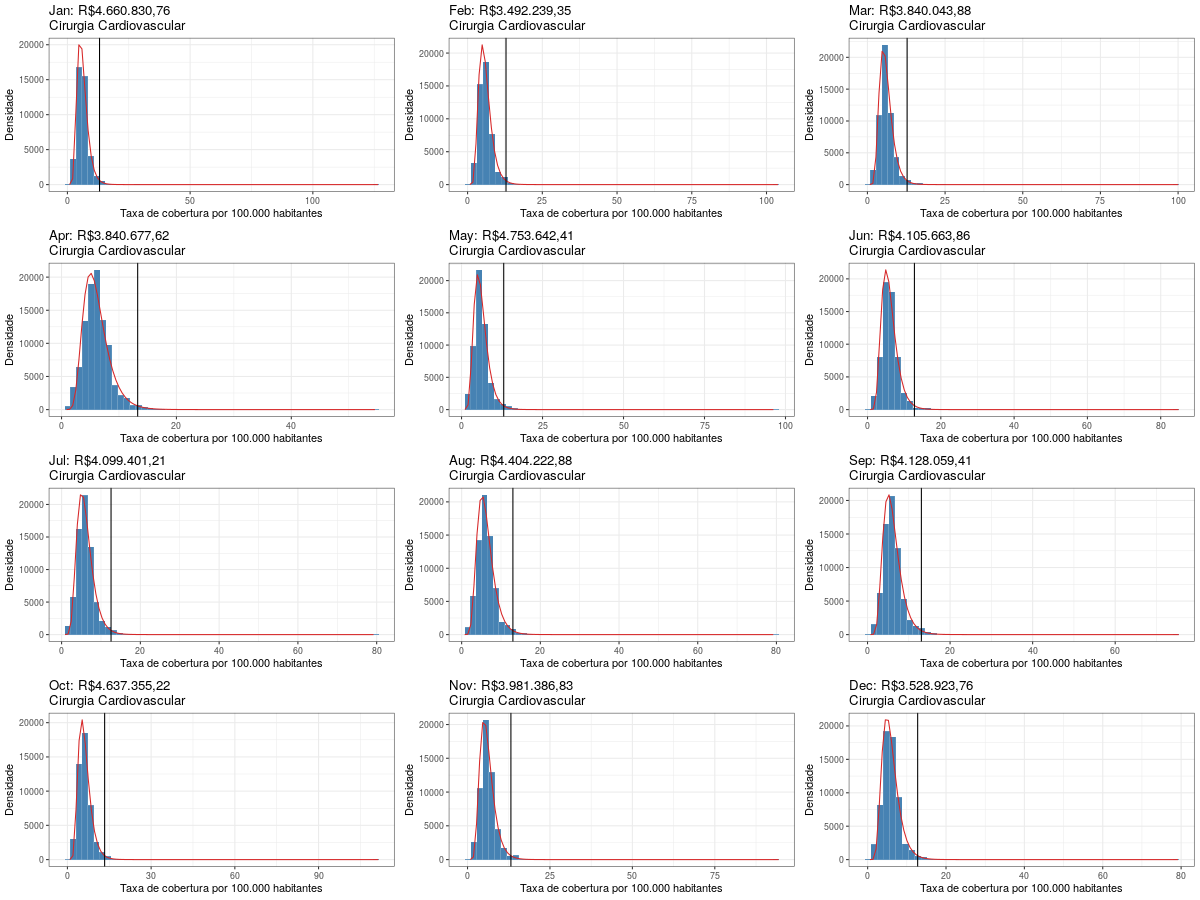 Jan: R$4.660.830,76
Cirurgia Cardiovascular
Densidade
20000
15000
10000
5000
0
0 50 100
Taxa de cobertura por 100.000 habitantes
Feb: R$3.492.239,35
Cirurgia Cardiovascular
Densidade
20000
15000
10000
5000
0
0 25 50 75 100
Taxa de cobertura por 100.000 habitantes
Mar: R$3.840.043,88
Cirurgia Cardiovascular
Densidade
20000
15000
10000
5000
0
0 25 50 75 100
Taxa de cobertura por 100.000 habitantes
Apr: R$3.840.677,62
Cirurgia Cardiovascular
Densidade
20000
15000
10000
5000
0
0 20 40
Taxa de cobertura por 100.000 habitantes
May: R$4.753.642,41
Cirurgia Cardiovascular
Densidade
20000
15000
10000
5000
0
0 25 50 75 100
Taxa de cobertura por 100.000 habitantes
Jun: R$4.105.663,86
Cirurgia Cardiovascular
Densidade
20000
15000
10000
5000
0
0 20 40 60 80
Taxa de cobertura por 100.000 habitantes
Jul: R$4.099.401,21
Cirurgia Cardiovascular
Densidade
20000
15000
10000
5000
0
0 20 40 60 80
Taxa de cobertura por 100.000 habitantes
Aug: R$4.404.222,88
Cirurgia Cardiovascular
Densidade
20000
15000
10000
5000
0
0 20 40 60 80
Taxa de cobertura por 100.000 habitantes
Sep: R$4.128.059,41
Cirurgia Cardiovascular
Densidade
20000
15000
10000
5000
0
0 20 40 60
Taxa de cobertura por 100.000 habitantes
Oct: R$4.637.355,22
Cirurgia Cardiovascular
Densidade
20000
15000
10000
5000
0
0 30 60 90
Taxa de cobertura por 100.000 habitantes
Nov: R$3.981.386,83
Cirurgia Cardiovascular
Densidade
20000
15000
10000
5000
0
0 25 50 75
Taxa de cobertura por 100.000 habitantes
Dec: R$3.528.923,76
Cirurgia Cardiovascular
Densidade
20000
15000
10000
5000
0
0 20 40 60 80
Taxa de cobertura por 100.000 habitantes